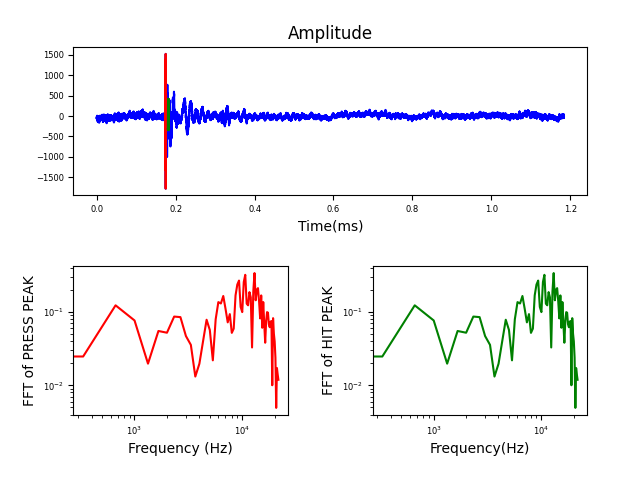 Amplitude
1500
1000
500
0
−500
−1000
−1500
0.0 0.2 0.4 0.6 0.8 1.0 1.2
Time(ms)
FFT of PRESS PEAK
10⁻¹
10⁻²
10³ 10⁴
Frequency (Hz)
FFT of HIT PEAK
10⁻¹
10⁻²
10³ 10⁴
Frequency(Hz)